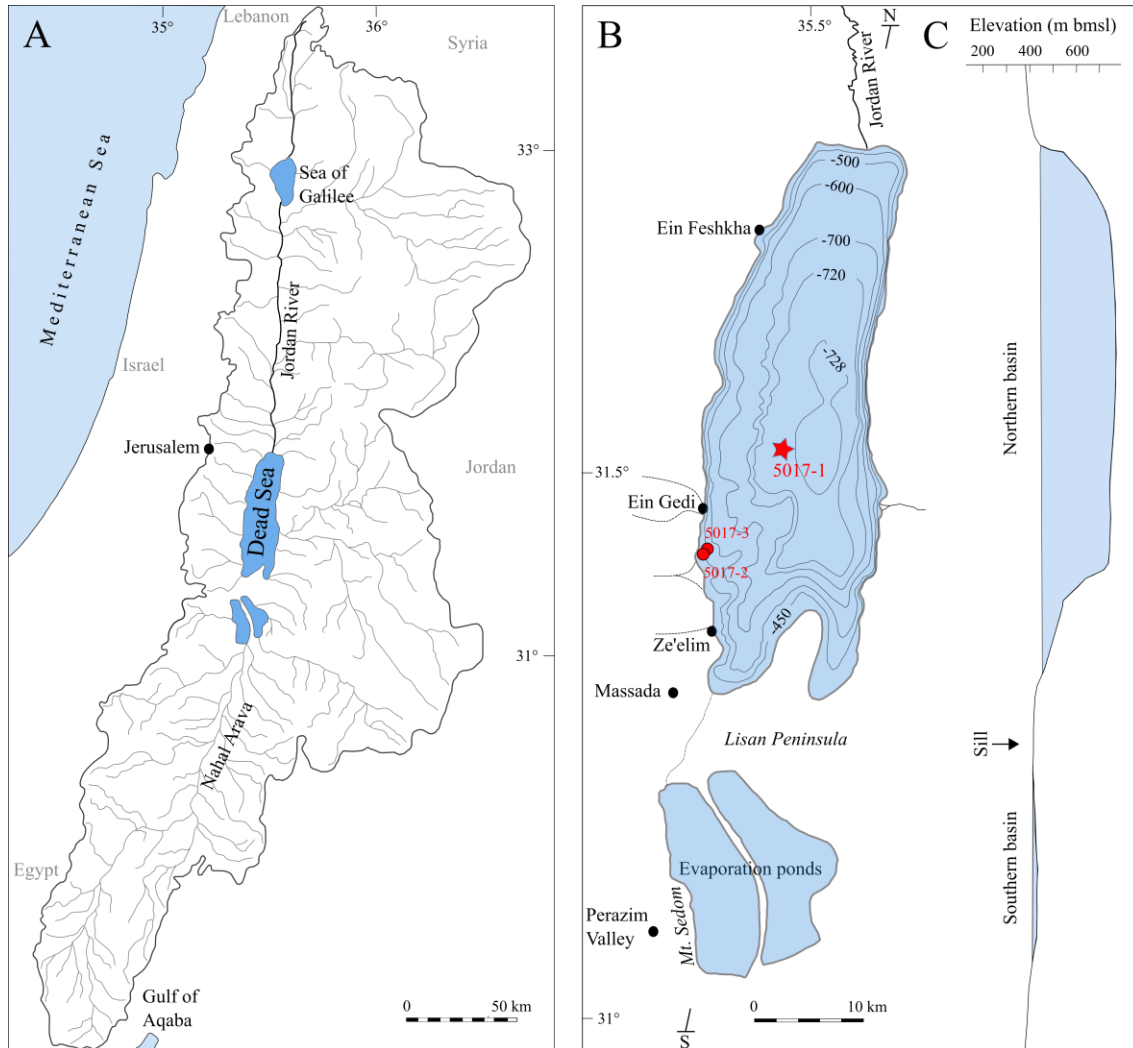 A
35°
36°
Lebanon
Syria
Mediterranean Sea
33°
Sea of
Galilee
Jordan River
Israel
Jerusalem
Dead Sea
Jordan
31°
Nahal Arava
Egypt
Gulf of
Aqaba
0 50 km
B
35.5°
N
Jordan River
-500
-600
Ein Feshkha
-700
-720
-728
31.5°
5017-1
Ein Gedi
5017-3
5017-2
-450
Ze'elim
Massada
Lisan Peninsula
Evaporation ponds
Perazim
Valley
Mt. Sedom
31°
S
0 10 km
C
Elevation (m bmsl)
200 400 600
Northern basin
Sill
Southern basin